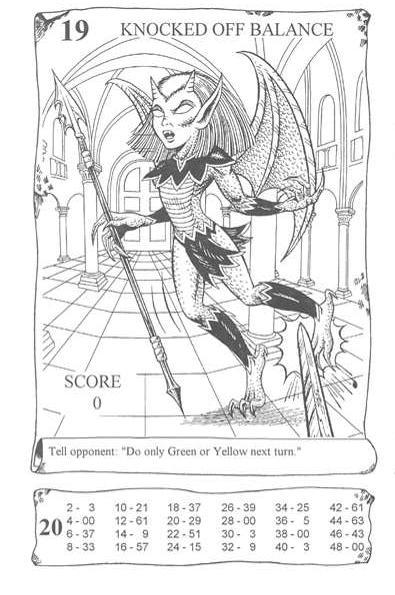 19 KNOCKED OFF BALANCE
SCORE
0
Tell opponent: "Do only Green or Yellow next turn."
20
2 - 3 10 - 21 18 - 37 26 - 39 34 - 25 42 - 61
4 - 00 12 - 61 20 - 29 28 - 00 36 - 5 44 - 63
6 - 37 14 - 9 22 - 51 30 - 3 38 - 00 46 - 43
8 - 33 16 - 57 24 - 15 32 - 9 40 - 3 48 - 00